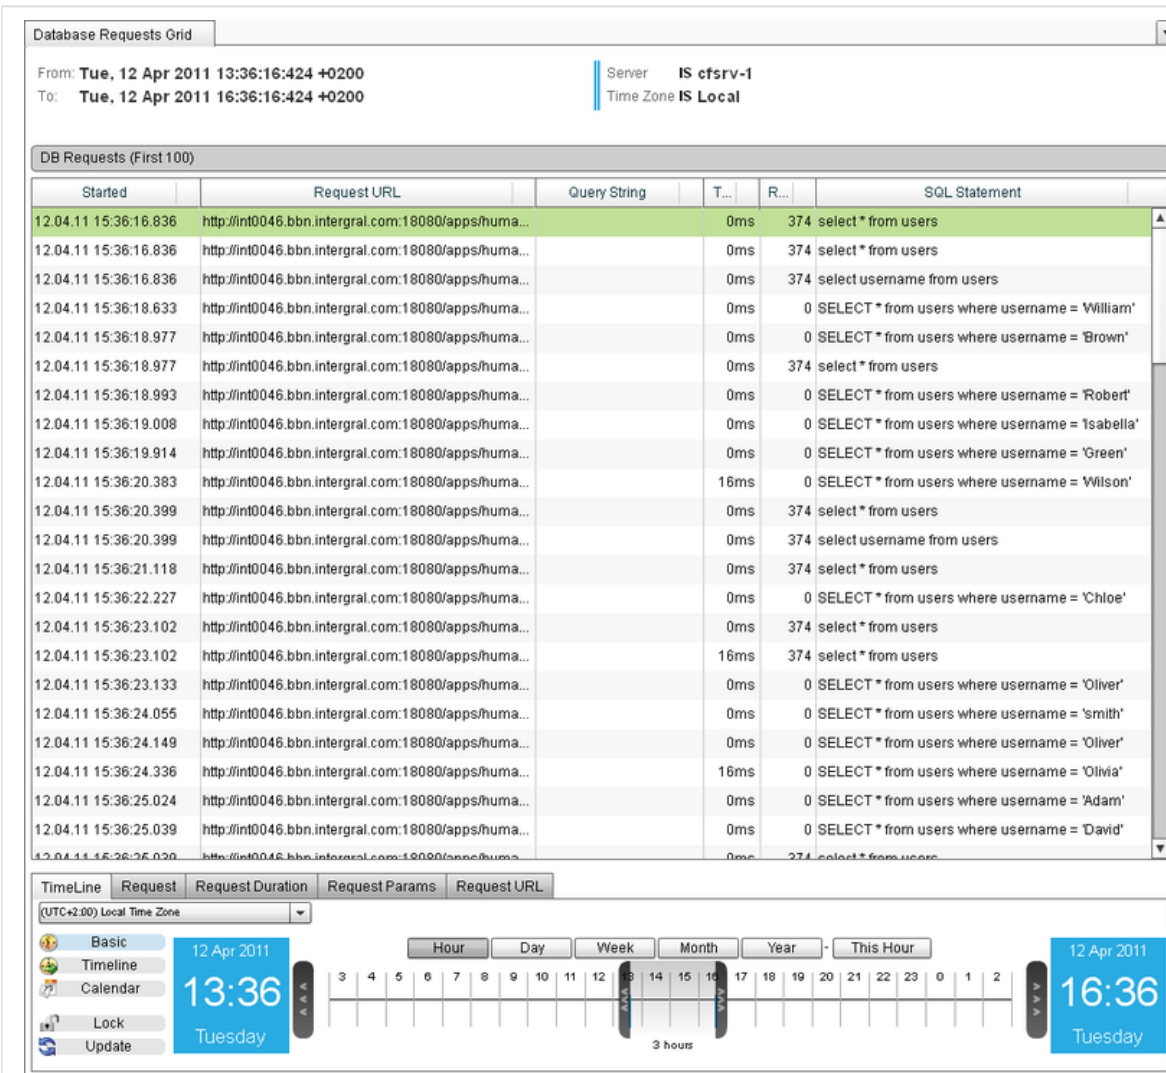 Database Requests Grid
From: Tue, 12 Apr 2011 13:36:16:424 +0200 Server IS cfsrv-1
To: Tue, 12 Apr 2011 16:36:16:424 +0200 Time Zone IS Local
DB Requests (First 100)
Started Request URL Query String T... R... SQL Statement
12.04.11 15:36:16.836 http://int0046.bbn.intergral.com:18080/apps/huma... 0ms 374 select * from users
12.04.11 15:36:16.836 http://int0046.bbn.intergral.com:18080/apps/huma... 0ms 374 select * from users
12.04.11 15:36:16.836 http://int0046.bbn.intergral.com:18080/apps/huma... 0ms 374 select username from users
12.04.11 15:36:18.633 http://int0046.bbn.intergral.com:18080/apps/huma... 0ms 0 SELECT * from users where username = 'William'
12.04.11 15:36:18.977 http://int0046.bbn.intergral.com:18080/apps/huma... 0ms 0 SELECT * from users where username = 'Brown'
12.04.11 15:36:18.977 http://int0046.bbn.intergral.com:18080/apps/huma... 0ms 374 select * from users
12.04.11 15:36:18.993 http://int0046.bbn.intergral.com:18080/apps/huma... 0ms 0 SELECT * from users where username = 'Robert'
12.04.11 15:36:19.008 http://int0046.bbn.intergral.com:18080/apps/huma... 0ms 0 SELECT * from users where username = 'Isabella'
12.04.11 15:36:19.914 http://int0046.bbn.intergral.com:18080/apps/huma... 0ms 0 SELECT * from users where username = 'Green'
12.04.11 15:36:20.383 http://int0046.bbn.intergral.com:18080/apps/huma... 16ms 0 SELECT * from users where username = 'Wilson'
12.04.11 15:36:20.399 http://int0046.bbn.intergral.com:18080/apps/huma... 0ms 374 select * from users
12.04.11 15:36:20.399 http://int0046.bbn.intergral.com:18080/apps/huma... 0ms 374 select username from users
12.04.11 15:36:21.118 http://int0046.bbn.intergral.com:18080/apps/huma... 0ms 374 select * from users
12.04.11 15:36:22.227 http://int0046.bbn.intergral.com:18080/apps/huma... 0ms 0 SELECT * from users where username = 'Chloe'
12.04.11 15:36:23.102 http://int0046.bbn.intergral.com:18080/apps/huma... 0ms 374 select * from users
12.04.11 15:36:23.102 http://int0046.bbn.intergral.com:18080/apps/huma... 16ms 374 select * from users
12.04.11 15:36:23.133 http://int0046.bbn.intergral.com:18080/apps/huma... 0ms 0 SELECT * from users where username = 'Oliver'
12.04.11 15:36:24.055 http://int0046.bbn.intergral.com:18080/apps/huma... 0ms 0 SELECT * from users where username = 'smith'
12.04.11 15:36:24.149 http://int0046.bbn.intergral.com:18080/apps/huma... 0ms 0 SELECT * from users where username = 'Oliver'
12.04.11 15:36:24.336 http://int0046.bbn.intergral.com:18080/apps/huma... 16ms 0 SELECT * from users where username = 'Olivia'
12.04.11 15:36:25.024 http://int0046.bbn.intergral.com:18080/apps/huma... 0ms 0 SELECT * from users where username = 'Adam'
12.04.11 15:36:25.039 http://int0046.bbn.intergral.com:18080/apps/huma... 0ms 0 SELECT * from users where username = 'David'
12.04.11 15:36:25.039 http://int0046.bbn.intergral.com:18080/apps/huma... 0ms 374 select * from users
TimeLine Request Request Duration Request Params Request URL
(UTC+2:00) Local Time Zone
Basic
Timeline
Calendar
Lock
Update
12 Apr 2011
13:36
Tuesday
Hour Day Week Month Year - This Hour
3 4 5 6 7 8 9 10 11 12 13 14 15 16 17 18 19 20 21 22 23 0 1 2
3 hours
12 Apr 2011
16:36
Tuesday